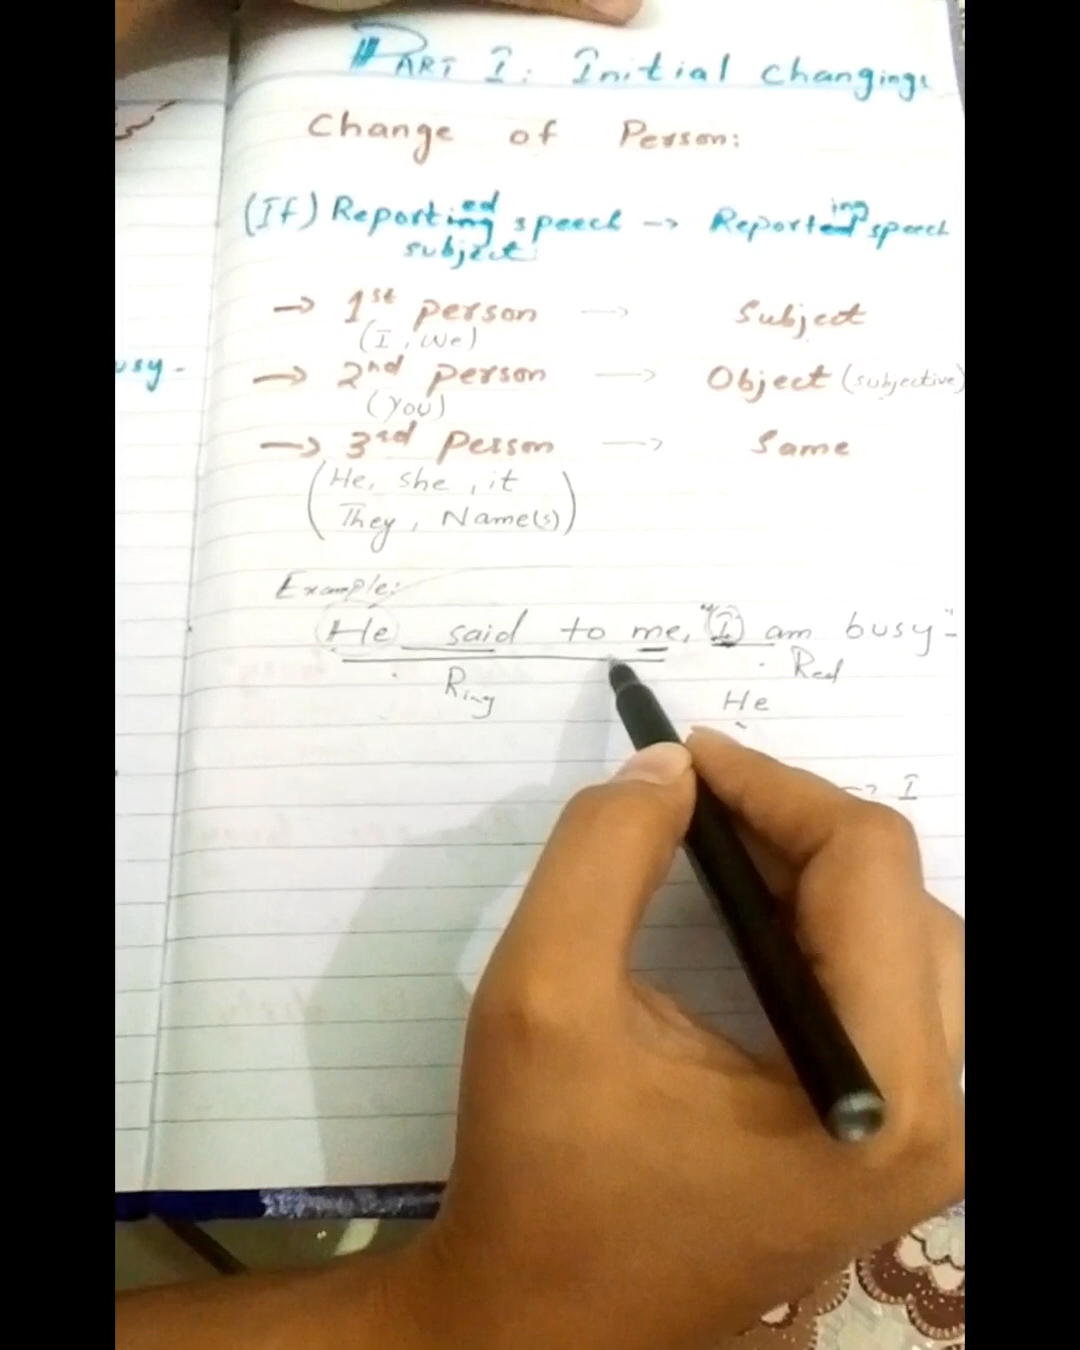 PART I: Initial changings
Change of Person:
(If) Reported speech → Reporting speech
subject
→ 1st person → Subject
(I, We)
usy-
→ 2nd person → Object (subjective)
(You)
→ 3rd Person → Same
(He, she, it
They, Name(s))
Example:
He said to me, "I am busy"-
Ring Red
He
→ I